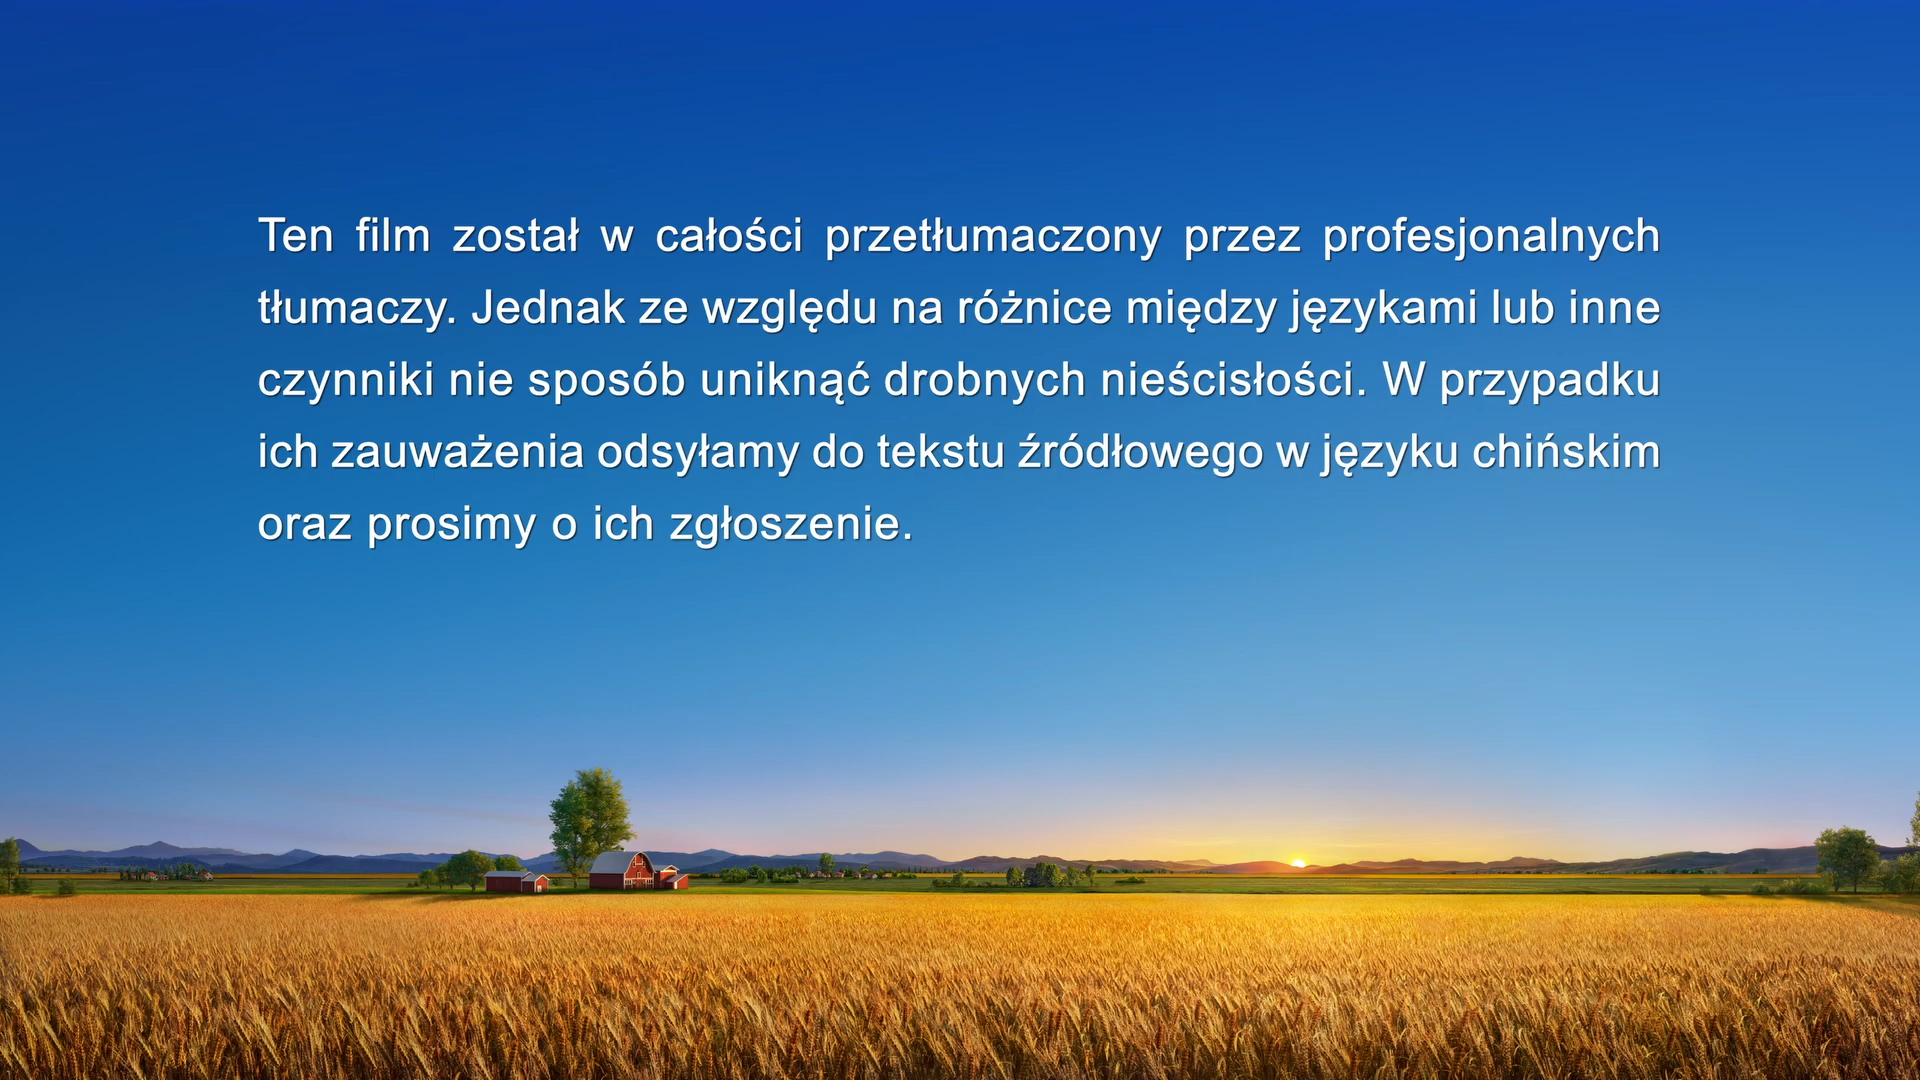 Ten film został w całości przetłumaczony przez profesjonalnych
tłumaczy. Jednak ze względu na różnice między językami lub inne
czynniki nie sposób uniknąć drobnych nieścisłości. W przypadku
ich zauważenia odsyłamy do tekstu źródłowego w języku chińskim
oraz prosimy o ich zgłoszenie.